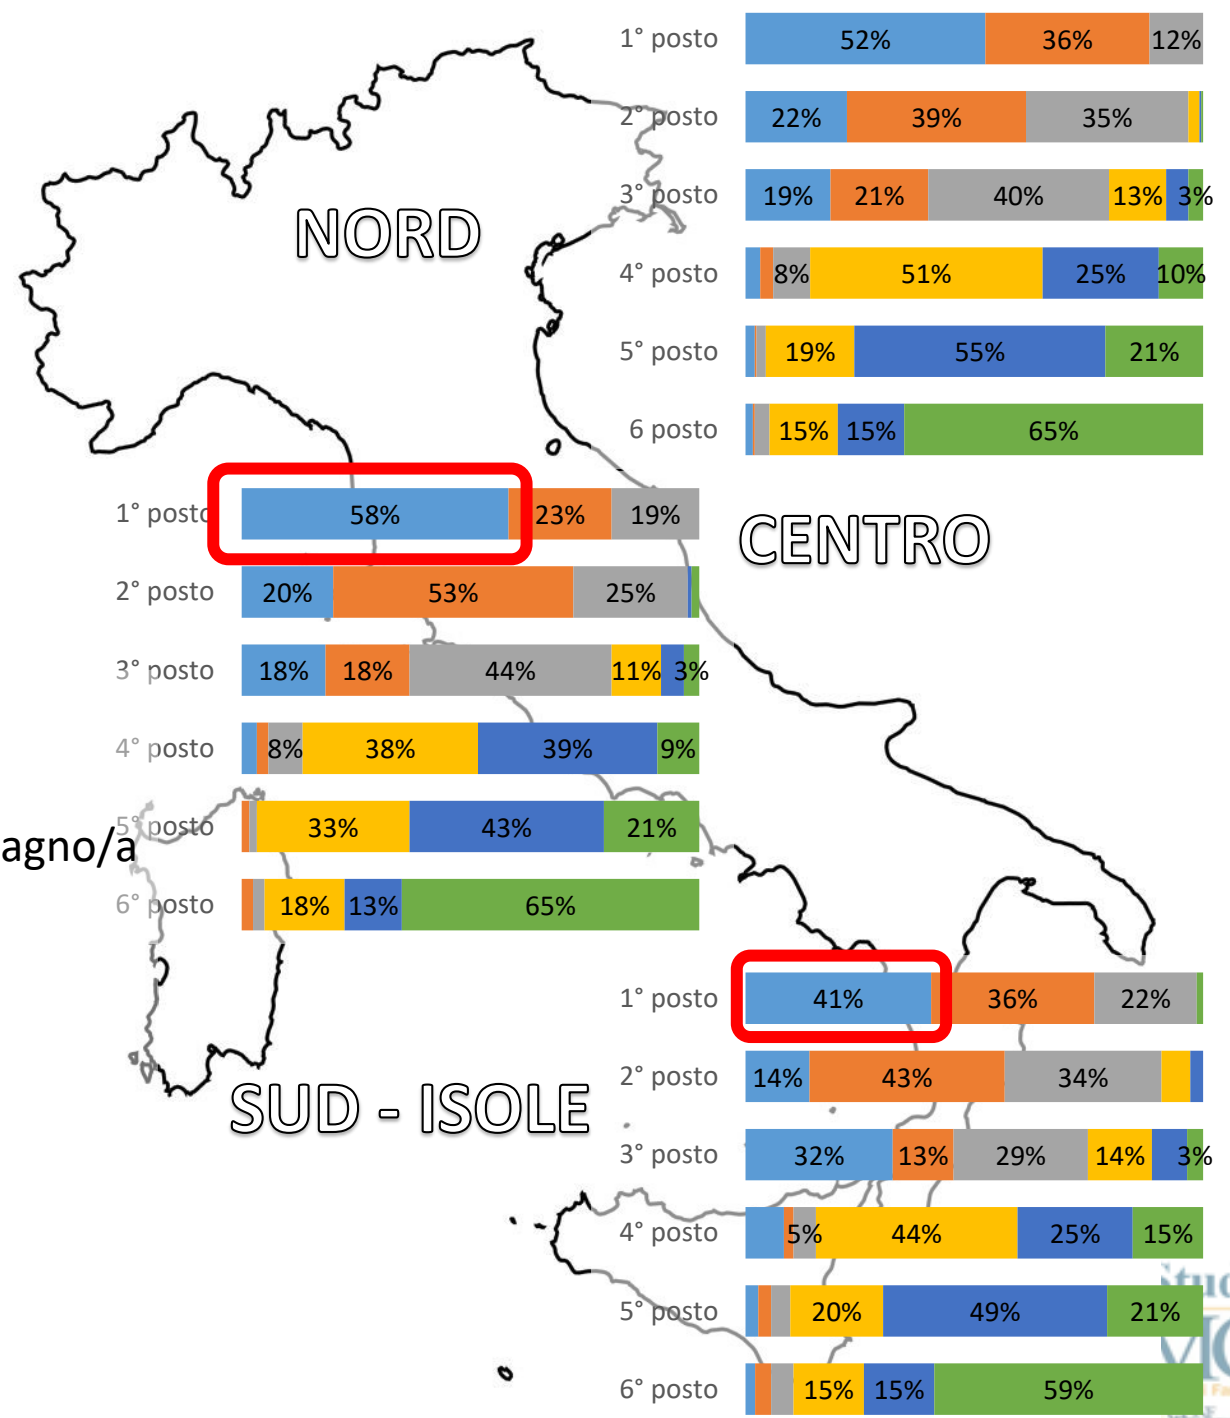 1° posto 52% 36% 12%
2° posto 22% 39% 35%
3° posto 19% 21% 40% 13% 3%
4° posto 8% 51% 25% 10%
5° posto 19% 55% 21%
6 posto 15% 15% 65%
NORD
1° posto 58% 23% 19%
2° posto 20% 53% 25%
3° posto 18% 18% 44% 11% 3%
4° posto 8% 38% 39% 9%
5° posto 33% 43% 21%
6° posto 18% 13% 65%
CENTRO
agno/a
1° posto 41% 36% 22%
2° posto 14% 43% 34%
3° posto 32% 13% 29% 14% 3%
4° posto 5% 44% 25% 15%
5° posto 20% 49% 21%
6° posto 15% 15% 59%
SUD - ISOLE